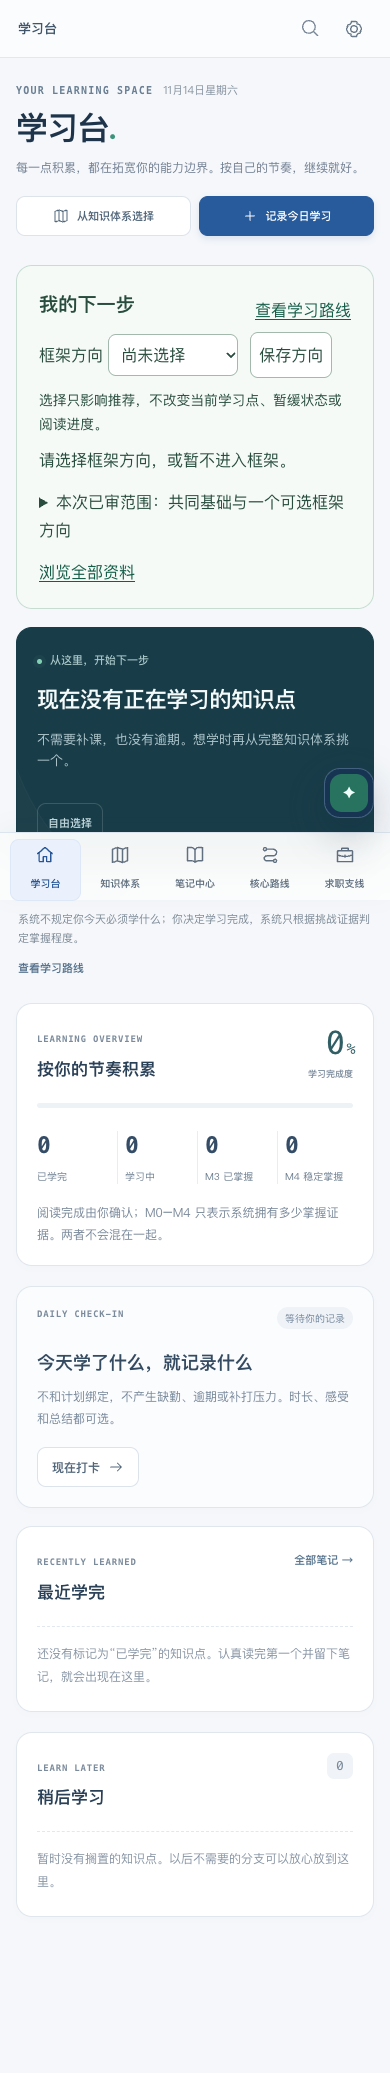 学习台
YOUR LEARNING SPACE 11月14日星期六
学习台.
每一点积累，都在拓宽你的能力边界。按自己的节奏，继续就好。
从知识体系选择
记录今日学习
我的下一步
查看学习路线
框架方向 尚未选择 保存方向
选择只影响推荐，不改变当前学习点、暂缓状态或
阅读进度。
请选择框架方向，或暂不进入框架。
本次已审范围：共同基础与一个可选框架
方向
浏览全部资料
从这里，开始下一步
现在没有正在学习的知识点
不需要补课，也没有逾期。想学时再从完整知识体系挑
一个。
自由选择
学习台 知识体系 笔记中心 核心路线 求职支线
系统不规定你今天必须学什么；你决定学习完成，系统只根据挑战证据判
定掌握程度。
查看学习路线
LEARNING OVERVIEW
按你的节奏积累
0%
学习完成度
0 0 0 0
已学完 学习中 M3 已掌握 M4 稳定掌握
阅读完成由你确认；M0—M4 只表示系统拥有多少掌握证
据。两者不会混在一起。
DAILY CHECK-IN
等待你的记录
今天学了什么，就记录什么
不和计划绑定，不产生缺勤、逾期或补打压力。时长、感受
和总结都可选。
现在打卡 →
RECENTLY LEARNED
全部笔记 →
最近学完
还没有标记为“已学完”的知识点。认真读完第一个并留下笔
记，就会出现在这里。
LEARN LATER
0
稍后学习
暂时没有搁置的知识点。以后不需要的分支可以放心放到这
里。